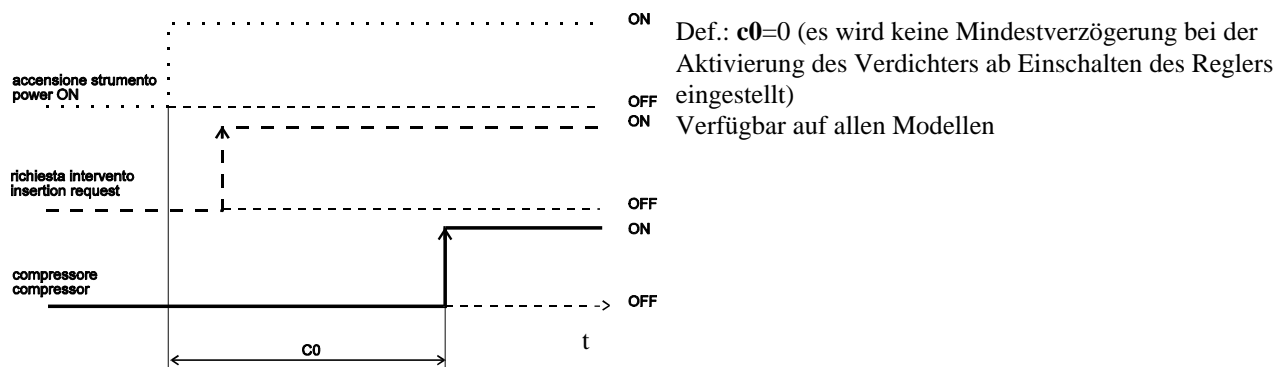 ON
accensione strumento
power ON
OFF
ON
richiesta intervento
insertion request
OFF
ON
compressore
compressor
OFF
C0
t
Def.: c0=0 (es wird keine Mindestverzögerung bei der
Aktivierung des Verdichters ab Einschalten des Reglers
eingestellt)
Verfügbar auf allen Modellen